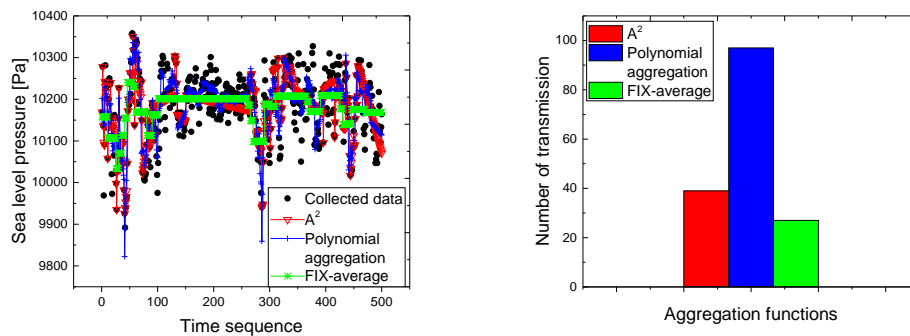 10400
10300
10200
10100
10000
9900
9800
Sea level pressure [Pa]
0 100 200 300 400 500
Time sequence
Collected data
A²
Polynomial
aggregation
FIX-average
100
80
60
40
20
0
Number of transmission
A²
Polynomial
aggregation
FIX-average
Aggregation functions